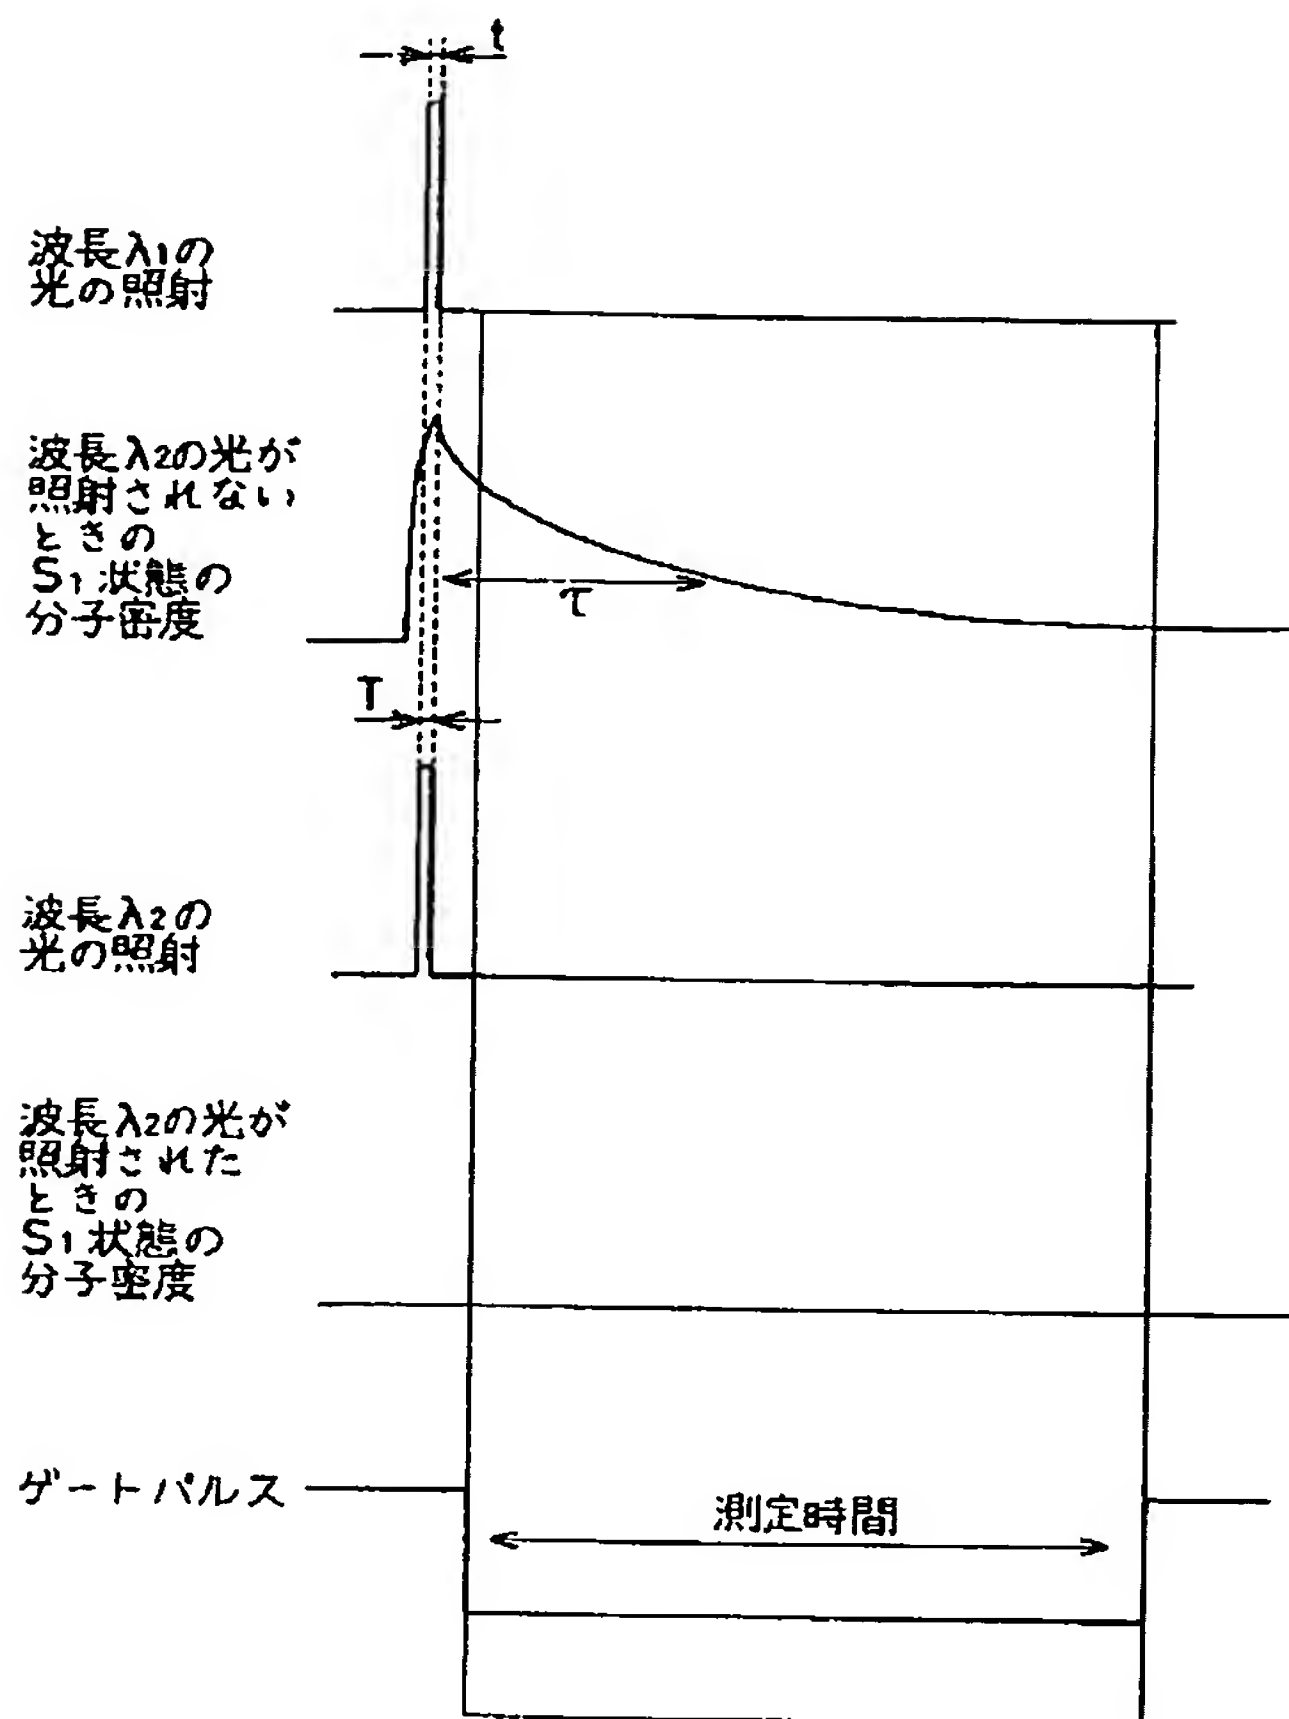 t
波長λ1の
光の照射
波長λ2の光が
照射されない
ときの
S1状態の
分子密度
τ
T
波長λ2の
光の照射
波長λ2の光が
照射された
ときの
S1状態の
分子密度
ゲートパルス
測定時間